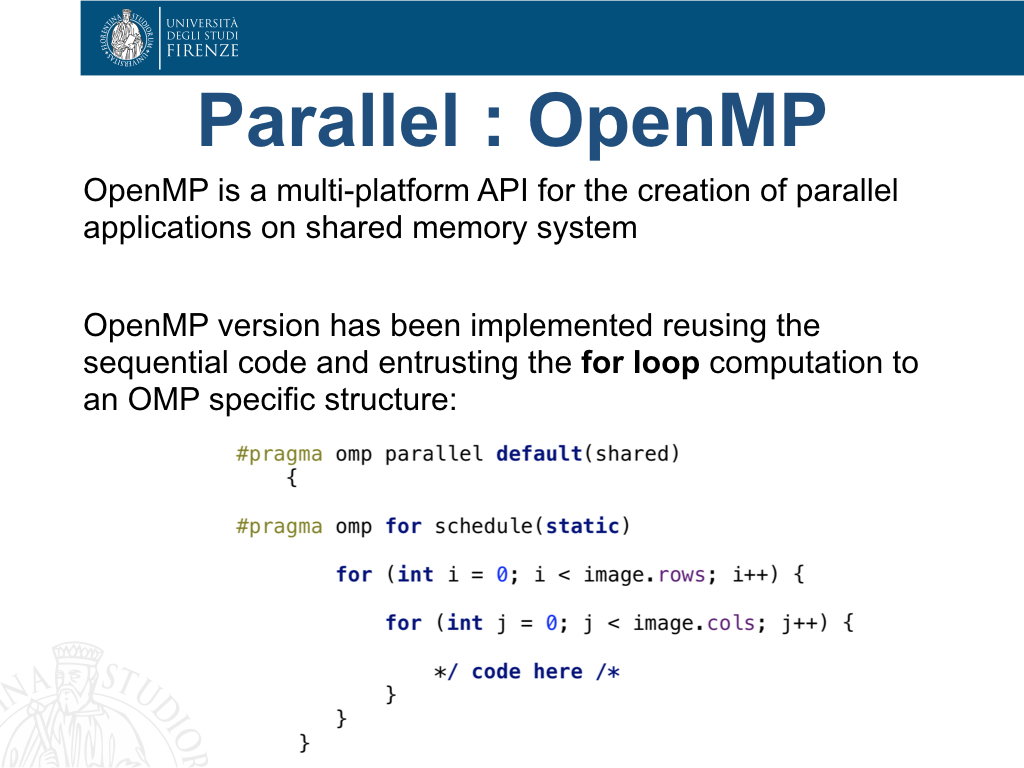 UNIVERSITÀ
DEGLI STUDI
FIRENZE
Parallel : OpenMP
OpenMP is a multi-platform API for the creation of parallel
applications on shared memory system
OpenMP version has been implemented reusing the
sequential code and entrusting the for loop computation to
an OMP specific structure:
#pragma omp parallel default(shared)
{
#pragma omp for schedule(static)
for (int i = 0; i < image.rows; i++) {
for (int j = 0; j < image.cols; j++) {
*/ code here /*
}
}
}